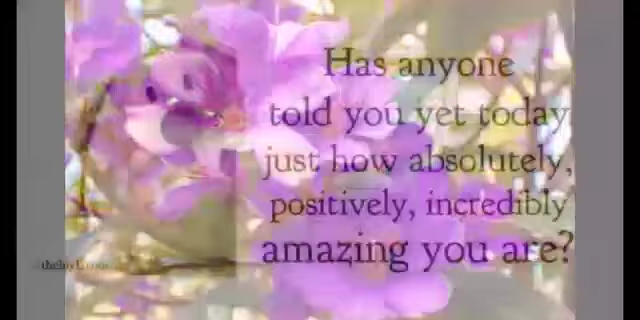 Has anyone
told you yet today
just how absolutely,
positively, incredibly
amazing you are?